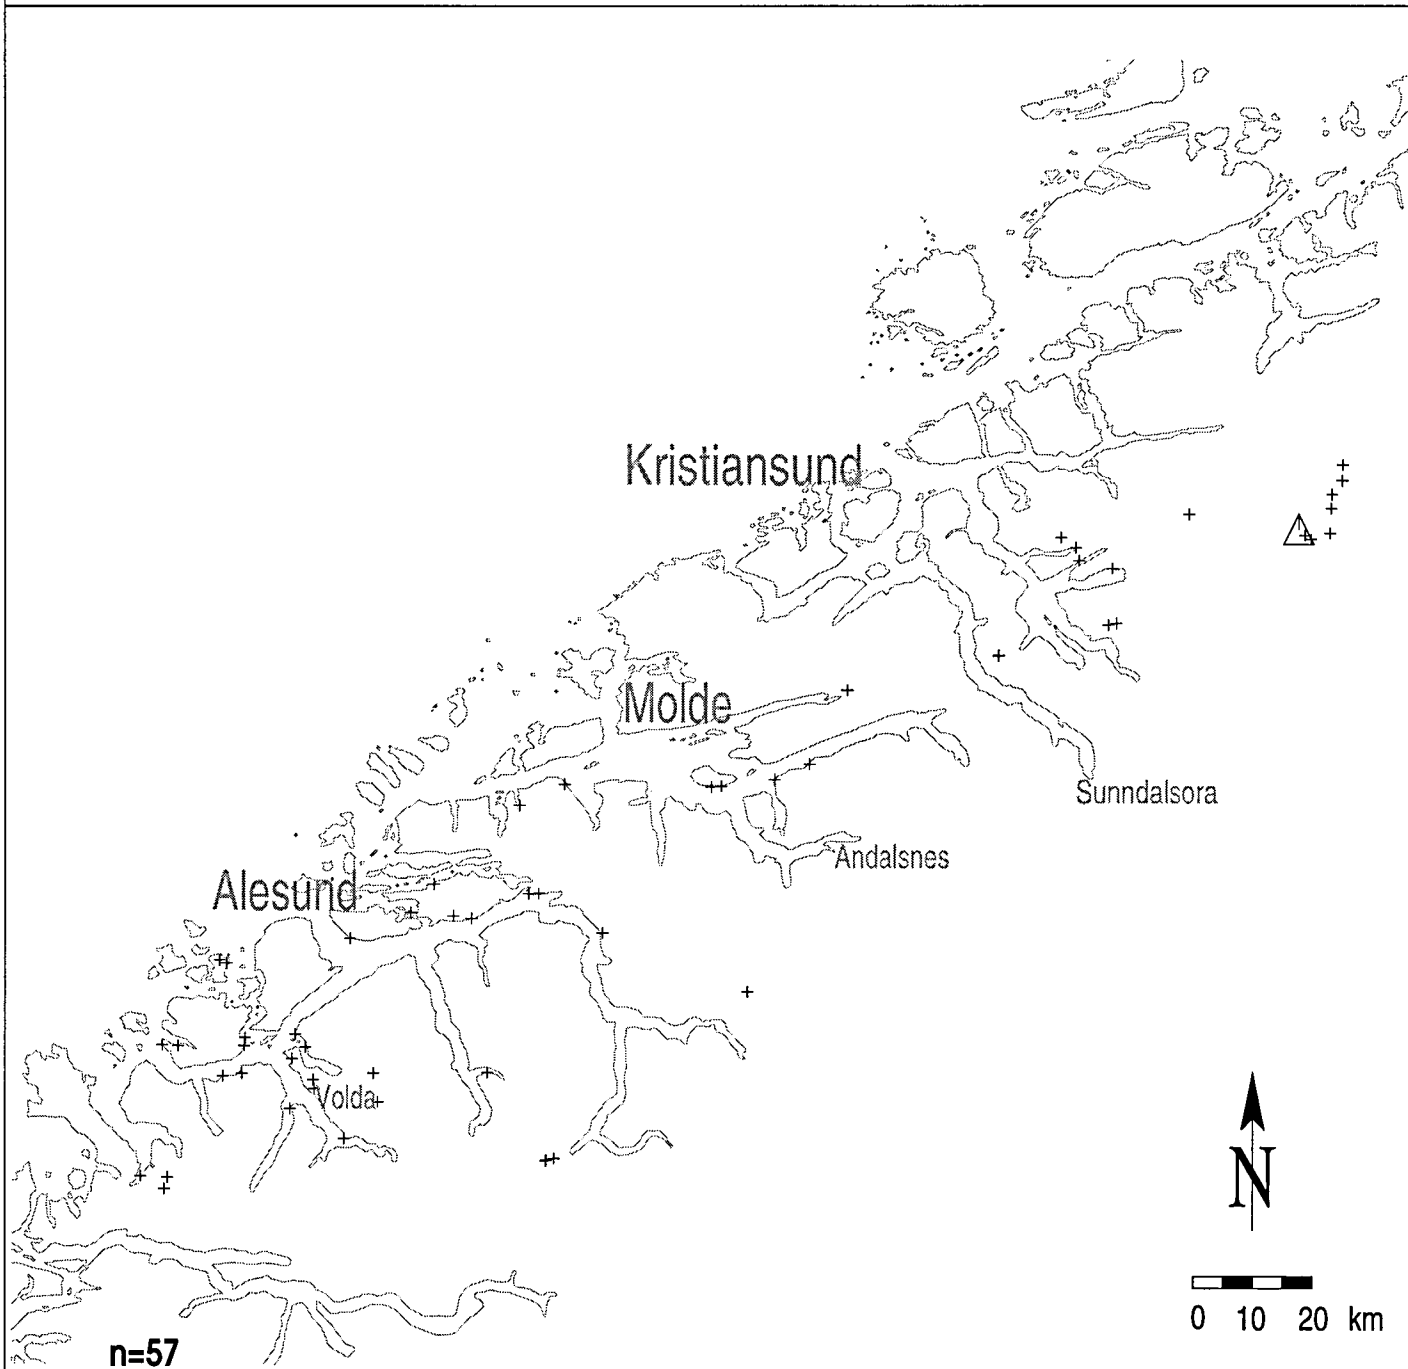 Kristiansund
Molde
Sunndalsora
Andalsnes
Alesund
Volda
N
0 10 20 km
n=57